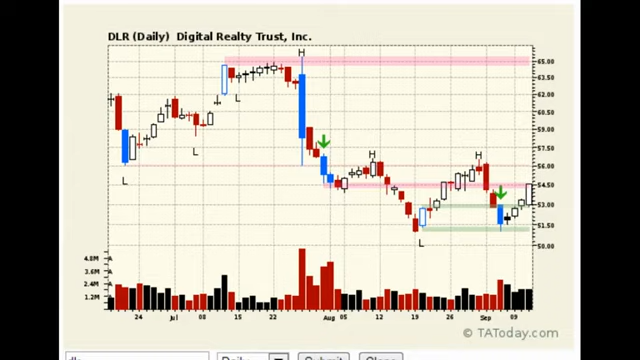 DLR (Daily) Digital Realty Trust, Inc.
H
65.00
63.50
62.00
60.50
59.00
57.50
56.00
54.50
53.00
51.50
50.00
L
L
L
H
H
L
4.8M
3.6M
2.4M
1.2M
A
A
A
A
24 Jul 08 15 22 Aug 05 12 19 26 Sep 09
© TAToday.com
Daily
Submit